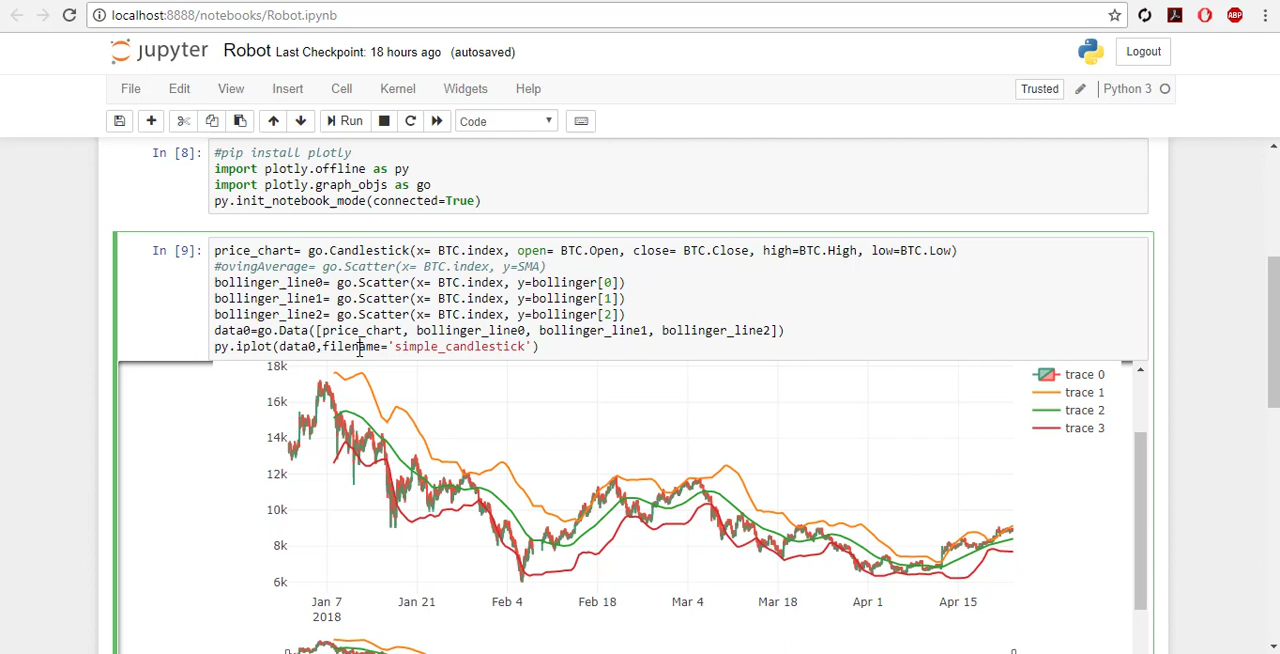 localhost:8888/notebooks/Robot.ipynb
ABP
jupyter Robot Last Checkpoint: 18 hours ago (autosaved)
Logout
File Edit View Insert Cell Kernel Widgets Help
Trusted Python 3
Run Code
In [8]:
#pip install plotly
import plotly.offline as py
import plotly.graph_objs as go
py.init_notebook_mode(connected=True)
In [9]:
price_chart= go.Candlestick(x= BTC.index, open= BTC.Open, close= BTC.Close, high=BTC.High, low=BTC.Low)
#ovingAverage= go.Scatter(x= BTC.index, y=SMA)
bollinger_line0= go.Scatter(x= BTC.index, y=bollinger[0])
bollinger_line1= go.Scatter(x= BTC.index, y=bollinger[1])
bollinger_line2= go.Scatter(x= BTC.index, y=bollinger[2])
data0=go.Data([price_chart, bollinger_line0, bollinger_line1, bollinger_line2])
py.iplot(data0,filename='simple_candlestick')
18k
16k
14k
12k
10k
8k
6k
trace 0
trace 1
trace 2
trace 3
Jan 7 Jan 21 Feb 4 Feb 18 Mar 4 Mar 18 Apr 1 Apr 15
2018